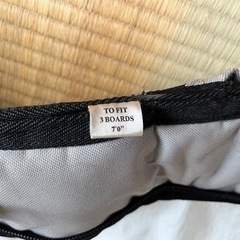 TO FIT
3 BOARDS
7'0"